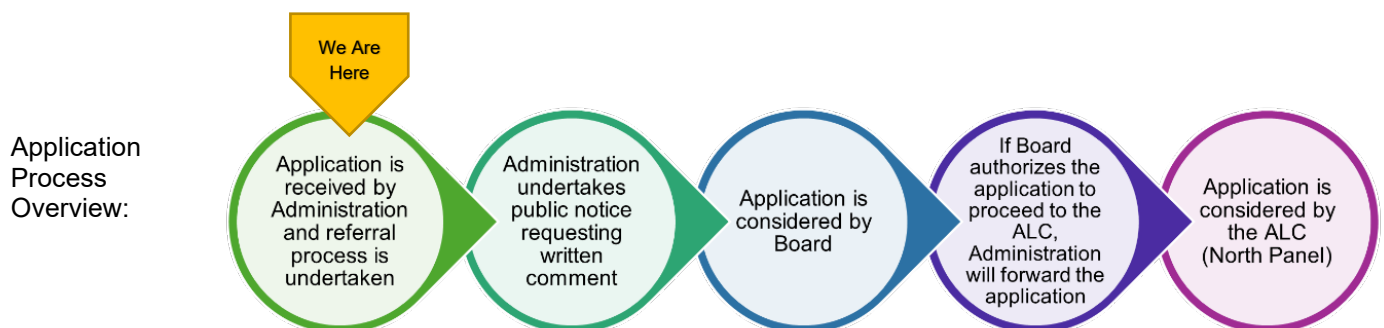 We Are
Here
Application
Process
Overview:
Application is
received by
Administration
and referral
process is
undertaken
Administration
undertakes
public notice
requesting
written
comment
Application is
considered by
Board
If Board
authorizes the
application to
proceed to the
ALC,
Administration
will forward the
application
Application is
considered by
the ALC
(North Panel)